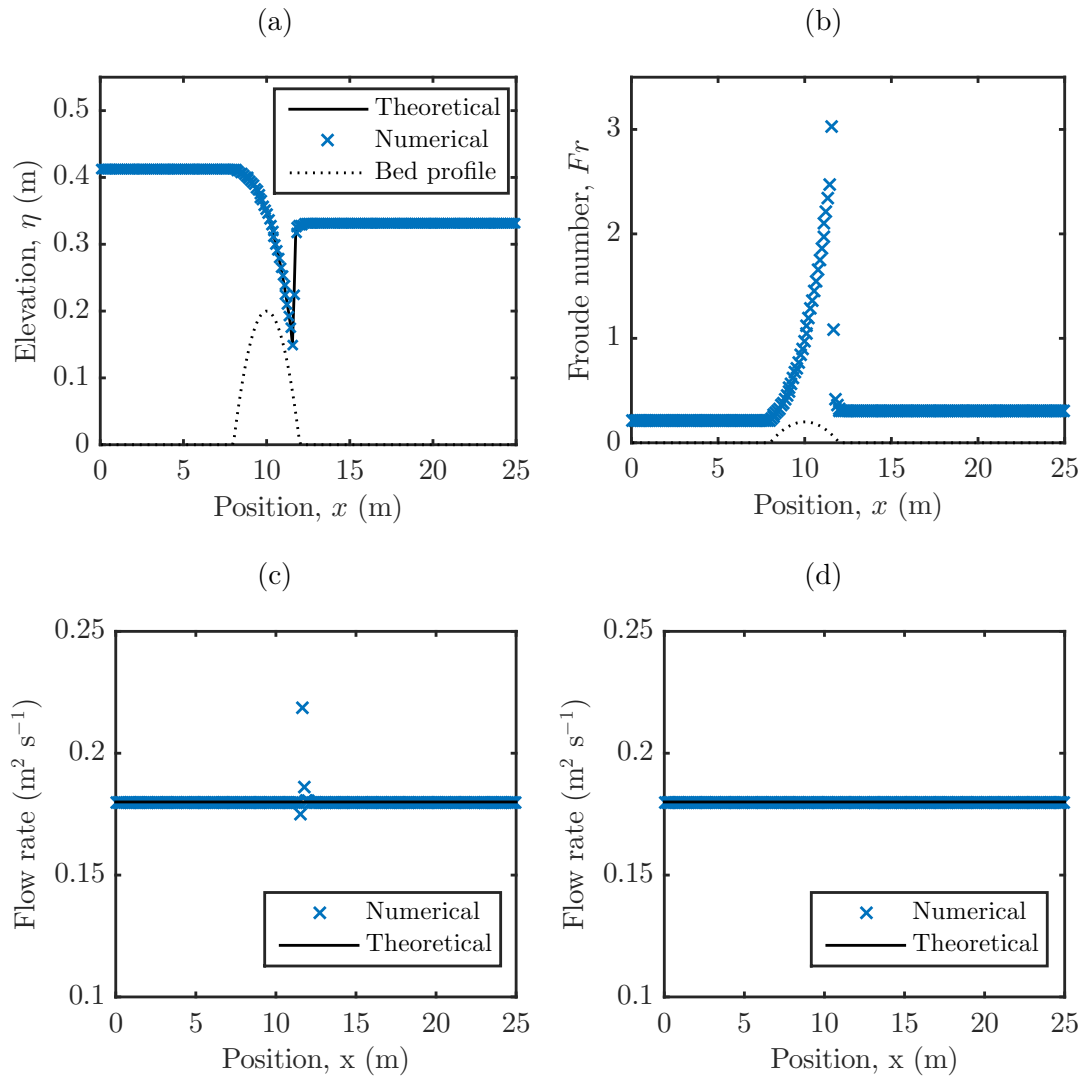 (a)
Elevation, η (m)
0.5
0.4
0.3
0.2
0.1
0
Theoretical
Numerical
Bed profile
0 5 10 15 20 25
Position, x (m)
(b)
Froude number, Fr
3
2
1
0
0 5 10 15 20 25
Position, x (m)
(c)
Flow rate (m² s⁻¹)
0.25
0.2
0.15
0.1
Numerical
Theoretical
0 5 10 15 20 25
Position, x (m)
(d)
Flow rate (m² s⁻¹)
0.25
0.2
0.15
0.1
Numerical
Theoretical
0 5 10 15 20 25
Position, x (m)